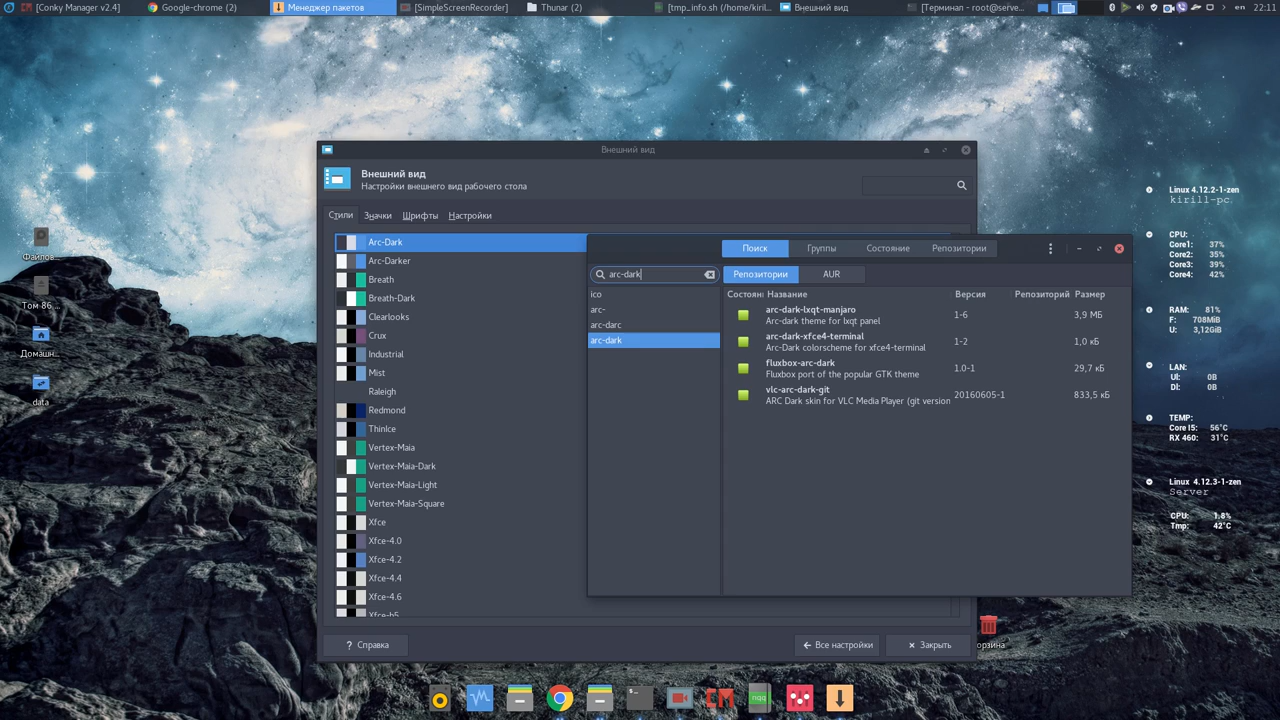 [Conky Manager v2.4]
Google-chrome (2)
Менеджер пакетов
[SimpleScreenRecorder]
Thunar (2)
[tmp_info.sh (/home/kiril...
Внешний вид
[Терминал - root@serve...
en
22:11
Внешний вид
Внешний вид
Настройки внешнего вид рабочего стола
Стили
Значки
Шрифты
Настройки
Arc-Dark
Arc-Darker
Breath
Breath-Dark
Clearlooks
Crux
Industrial
Mist
Raleigh
Redmond
ThinIce
Vertex-Maia
Vertex-Maia-Dark
Vertex-Maia-Light
Vertex-Maia-Square
Xfce
Xfce-4.0
Xfce-4.2
Xfce-4.4
Xfce-4.6
Xfce-b5
? Справка
Все настройки
Закрыть
Поиск
Группы
Состояние
Репозитории
arc-dark
Репозитории
AUR
ico
arc-
arc-darc
arc-dark
Состоян Название Версия Репозиторий Размер
arc-dark-lxqt-manjaro
Arc-dark theme for lxqt panel
1-6 3,9 МБ
arc-dark-xfce4-terminal
Arc-Dark colorscheme for xfce4-terminal
1-2 1,0 кБ
fluxbox-arc-dark
Fluxbox port of the popular GTK theme
1.0-1 29,7 кБ
vlc-arc-dark-git
ARC Dark skin for VLC Media Player (git version
20160605-1 833,5 кБ
Файлов...
Том 86 ...
Домашн...
data
орзина
Linux 4.12.2-1-zen
kirill-pc
CPU:
Core1: 37%
Core2: 35%
Core3: 39%
Core4: 42%
RAM: 81%
F: 708MiB
U: 3,12GiB
LAN:
Ul: 0B
Dl: 0B
TEMP:
Core I5: 56°C
RX 460: 31°C
Linux 4.12.3-1-zen
Server
CPU: 1.8%
Tmp: 42°C
CM
nqq